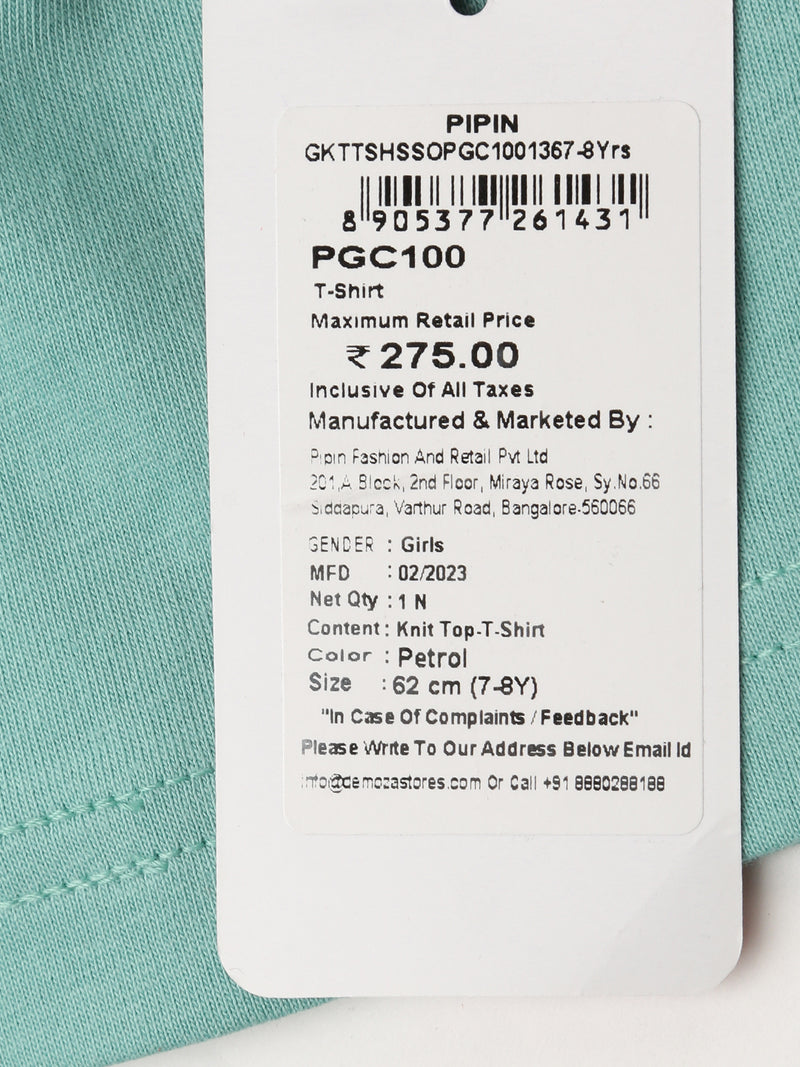 PIPIN
GKTTSHSSOPGC1001367-8Yrs
8 905377 261431
PGC100
T-Shirt
Maximum Retail Price
₹ 275.00
Inclusive Of All Taxes
Manufactured & Marketed By :
Pipin Fashion And Retail Pvt Ltd
201,A Block, 2nd Floor, Miraya Rose, Sy.No.66
Siddapura, Varthur Road, Bangalore-560066
GENDER : Girls
MFD : 02/2023
Net Qty : 1 N
Content : Knit Top-T-Shirt
Color : Petrol
Size : 62 cm (7-8Y)
"In Case Of Complaints / Feedback"
Please Write To Our Address Below Email Id
info@demozastores.com Or Call +91 8880288188